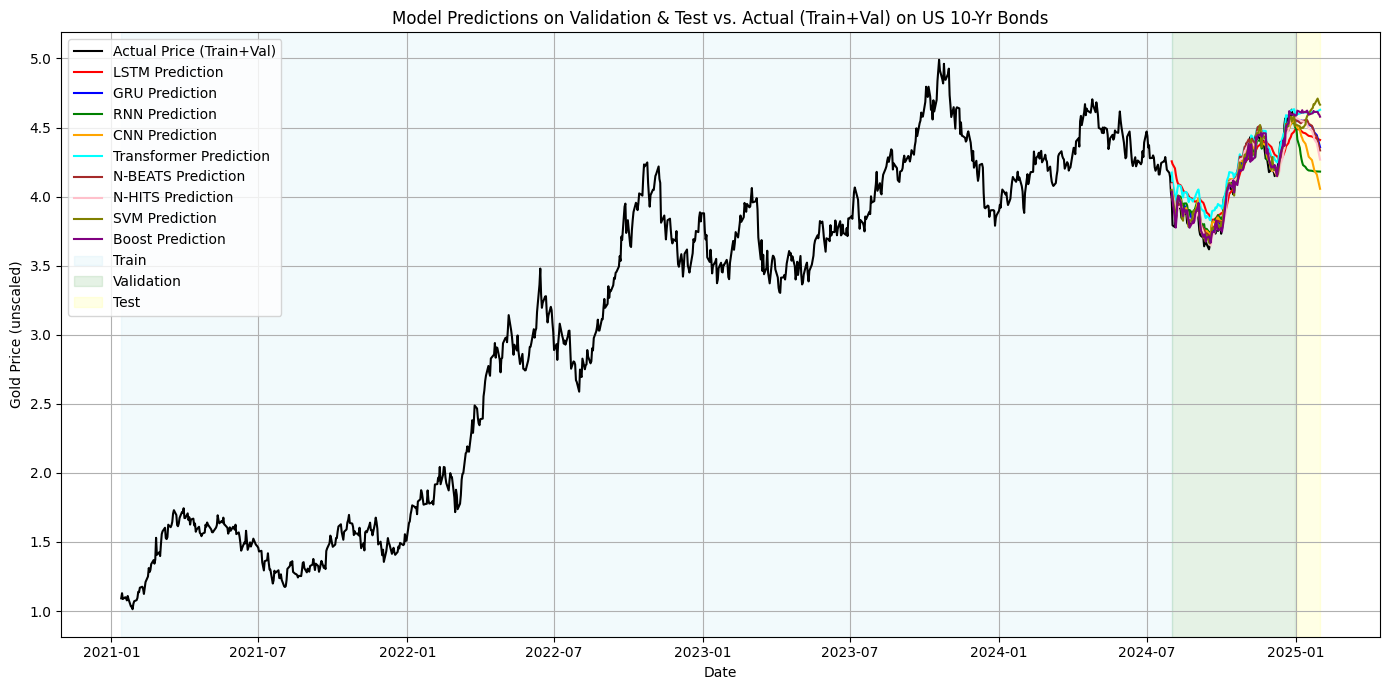 Model Predictions on Validation & Test vs. Actual (Train+Val) on US 10-Yr Bonds
Actual Price (Train+Val)
LSTM Prediction
GRU Prediction
RNN Prediction
CNN Prediction
Transformer Prediction
N-BEATS Prediction
N-HITS Prediction
SVM Prediction
Boost Prediction
Train
Validation
Test
Gold Price (unscaled)
5.0
4.5
4.0
3.5
3.0
2.5
2.0
1.5
1.0
2021-01
2021-07
2022-01
2022-07
2023-01
2023-07
2024-01
2024-07
2025-01
Date